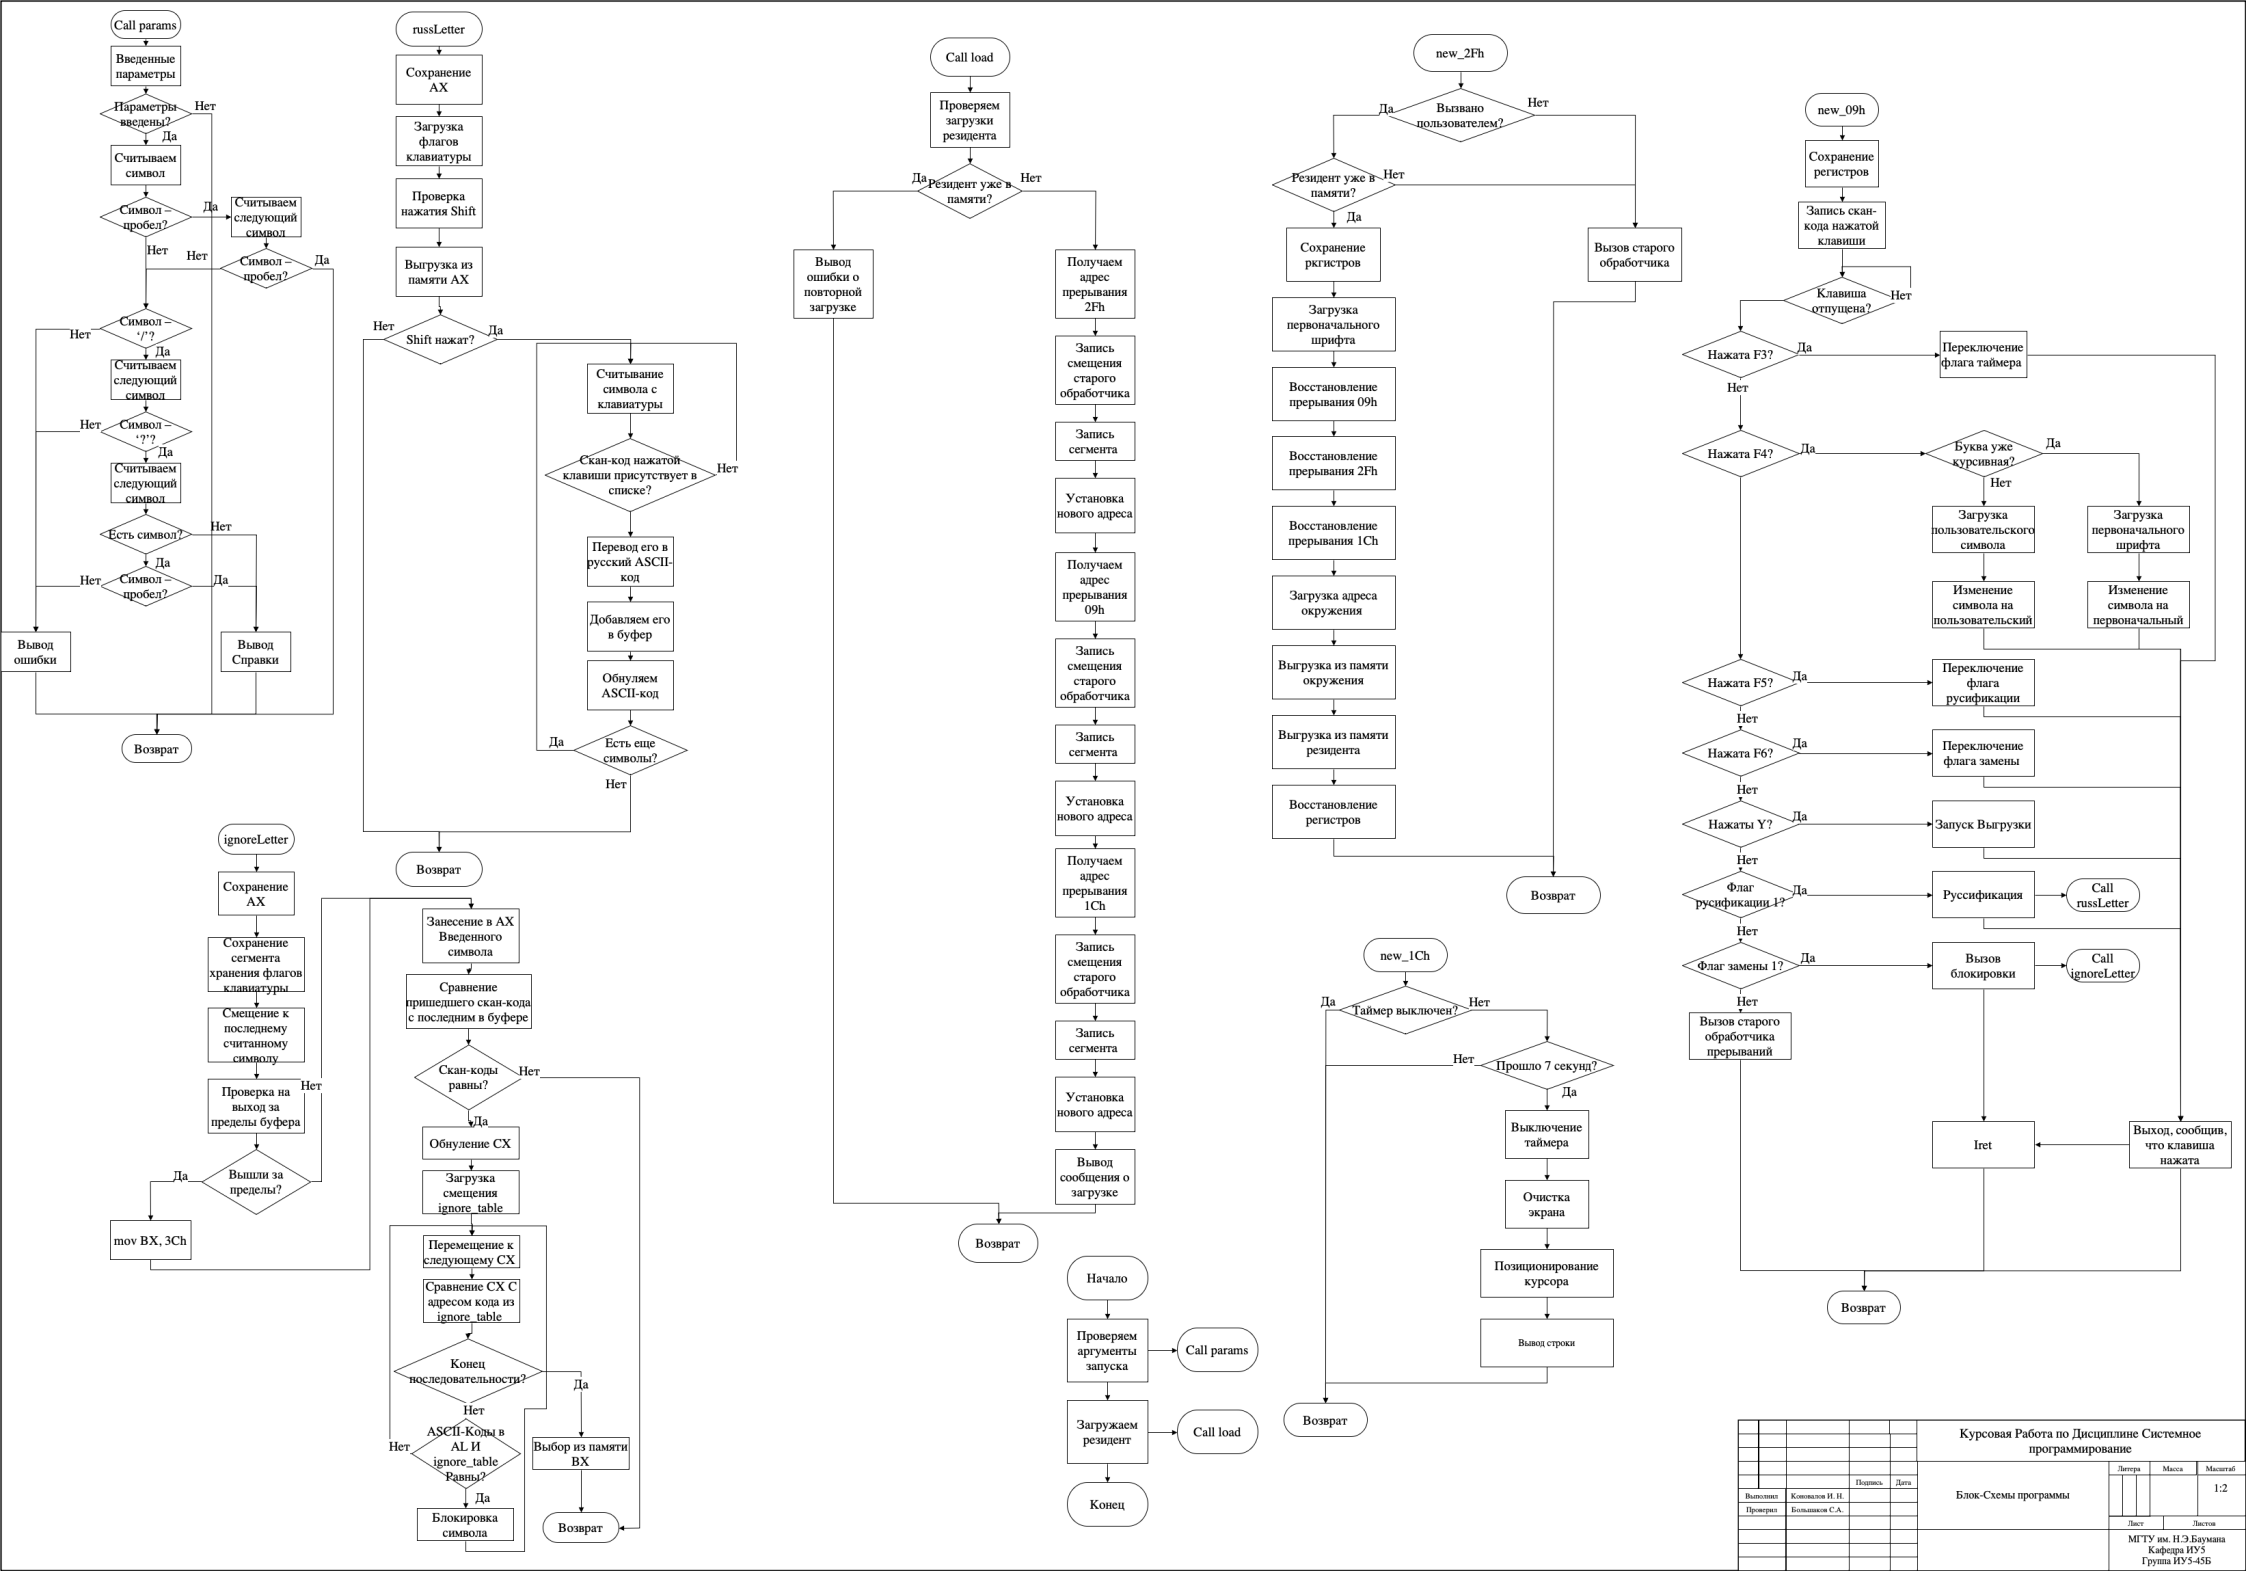 Call params
Введенные
параметры
Параметры
введены?
Нет
Да
Считываем
символ
Символ –
пробел?
Да
Считываем
следующий
символ
Нет
Нет
Символ –
пробел?
Да
Символ –
‘/’?
Нет
Да
Считываем
следующий
символ
Символ –
‘?’?
Нет
Да
Считываем
следующий
символ
Есть символ?
Нет
Да
Символ –
пробел?
Нет
Да
Вывод
ошибки
Вывод
Справки
Возврат
russLetter
Сохранение
AX
Загрузка
флагов
клавиатуры
Проверка
нажатия Shift
Выгрузка из
памяти AX
Shift нажат?
Нет
Да
Считывание
символа с
клавиатуры
Скан-код нажатой
клавиши присутствует в
списке?
Нет
Перевод его в
русский ASCII-
код
Добавляем его
в буфер
Обнуляем
ASCII-код
Есть еще
символы?
Да
Нет
Возврат
ignoreLetter
Сохранение
AX
Сохранение
сегмента
хранения флагов
клавиатуры
Смещение к
последнему
считанному
символу
Проверка на
выход за
пределы буфера
Нет
Вышли за
пределы?
Да
mov BX, 3Ch
Занесение в AX
Введенного
символа
Сравнение
пришедшего скан-кода
с последним в буфере
Скан-коды
равны?
Нет
Да
Обнуление CX
Загрузка
смещения
ignore_table
Перемещение к
следующему CX
Сравнение CX С
адресом кода из
ignore_table
Конец
последовательности?
Да
Нет
ASCII-Коды в
AL И
ignore_table
Равны?
Нет
Да
Выбор из памяти
BX
Блокировка
символа
Возврат
Call load
Проверяем
загрузки
резидента
Резидент уже в
памяти?
Да
Нет
Вывод
ошибки о
повторной
загрузке
Получаем
адрес
прерывания
2Fh
Запись
смещения
старого
обработчика
Запись
сегмента
Установка
нового адреса
Получаем
адрес
прерывания
09h
Запись
смещения
старого
обработчика
Запись
сегмента
Установка
нового адреса
Получаем
адрес
прерывания
1Ch
Запись
смещения
старого
обработчика
Запись
сегмента
Установка
нового адреса
Вывод
сообщения о
загрузке
Возврат
Начало
Проверяем
аргументы
запуска
Call params
Загружаем
резидент
Call load
Конец
new_2Fh
Вызвано
пользователем?
Да
Нет
Резидент уже в
памяти?
Нет
Да
Сохранение
ркгистров
Вызов старого
обработчика
Загрузка
первоначального
шрифта
Восстановление
прерывания 09h
Восстановление
прерывания 2Fh
Восстановление
прерывания 1Ch
Загрузка адреса
окружения
Выгрузка из памяти
окружения
Выгрузка из памяти
резидента
Восстановление
регистров
Возврат
new_1Ch
Таймер выключен?
Да
Нет
Прошло 7 секунд?
Нет
Да
Выключение
таймера
Очистка
экрана
Позиционирование
курсора
Вывод строки
Возврат
new_09h
Сохранение
регистров
Запись скан-
кода нажатой
клавиши
Клавиша
отпущена?
Нет
Нажата F3?
Да
Переключение
флага таймера
Нет
Нажата F4?
Да
Буква уже
курсивная?
Да
Нет
Загрузка
пользовательского
символа
Загрузка
первоначального
шрифта
Изменение
символа на
пользовательский
Изменение
символа на
первоначальный
Нажата F5?
Да
Переключение
флага
русификации
Нет
Нажата F6?
Да
Переключение
флага замены
Нет
Нажаты Y?
Да
Запуск Выгрузки
Нет
Флаг
русификации 1?
Да
Руссификация
Call
russLetter
Нет
Флаг замены 1?
Да
Вызов
блокировки
Call
ignoreLetter
Нет
Вызов старого
обработчика
прерываний
Iret
Выход, сообщив,
что клавиша
нажата
Возврат
Курсовая Работа по Дисциплине Системное
программирование
Литера
Масса
Масштаб
Подпись
Дата
1:2
Выполнил
Коновалов И. Н.
Блок-Схемы программы
Проверил
Большаков С.А.
Лист
Листов
МГТУ им. Н.Э.Баумана
Кафедра ИУ5
Группа ИУ5-45Б